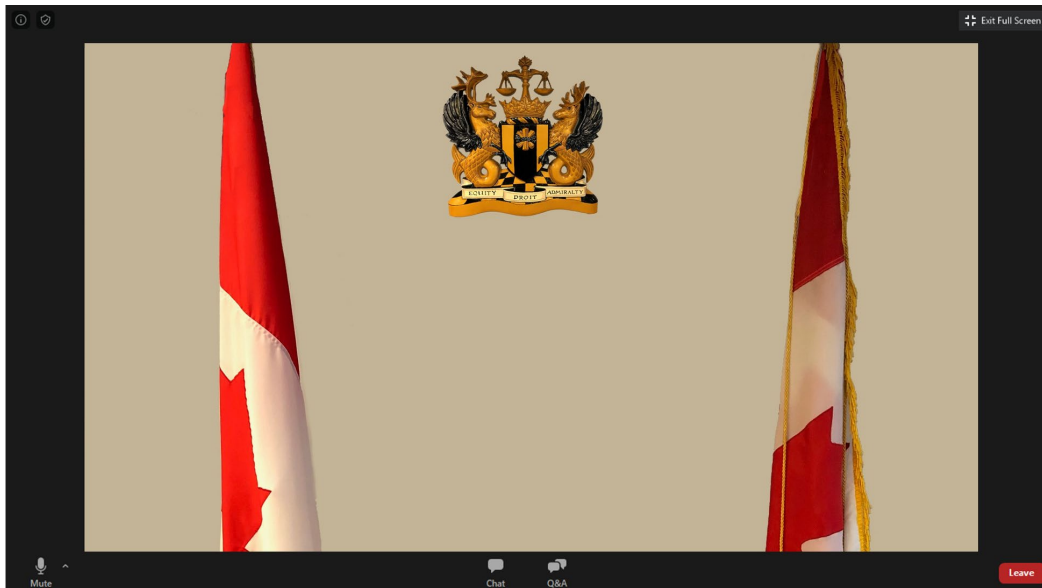 Exit Full Screen
EQUITY
DROIT
ADMIRALTY
Mute
Chat
Q&A
Leave